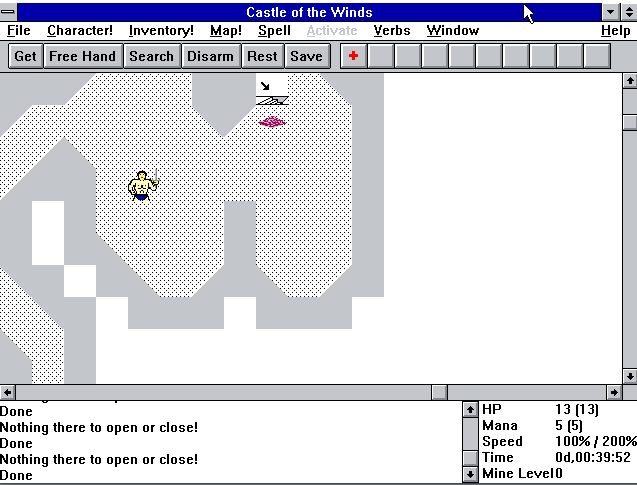 Castle of the Winds
File Character! Inventory! Map! Spell Activate Verbs Window Help
Get Free Hand Search Disarm Rest Save
Done
Nothing there to open or close!
Done
Nothing there to open or close!
Done
HP 13 (13)
Mana 5 (5)
Speed 100% / 200%
Time 0d,00:39:52
Mine Level0